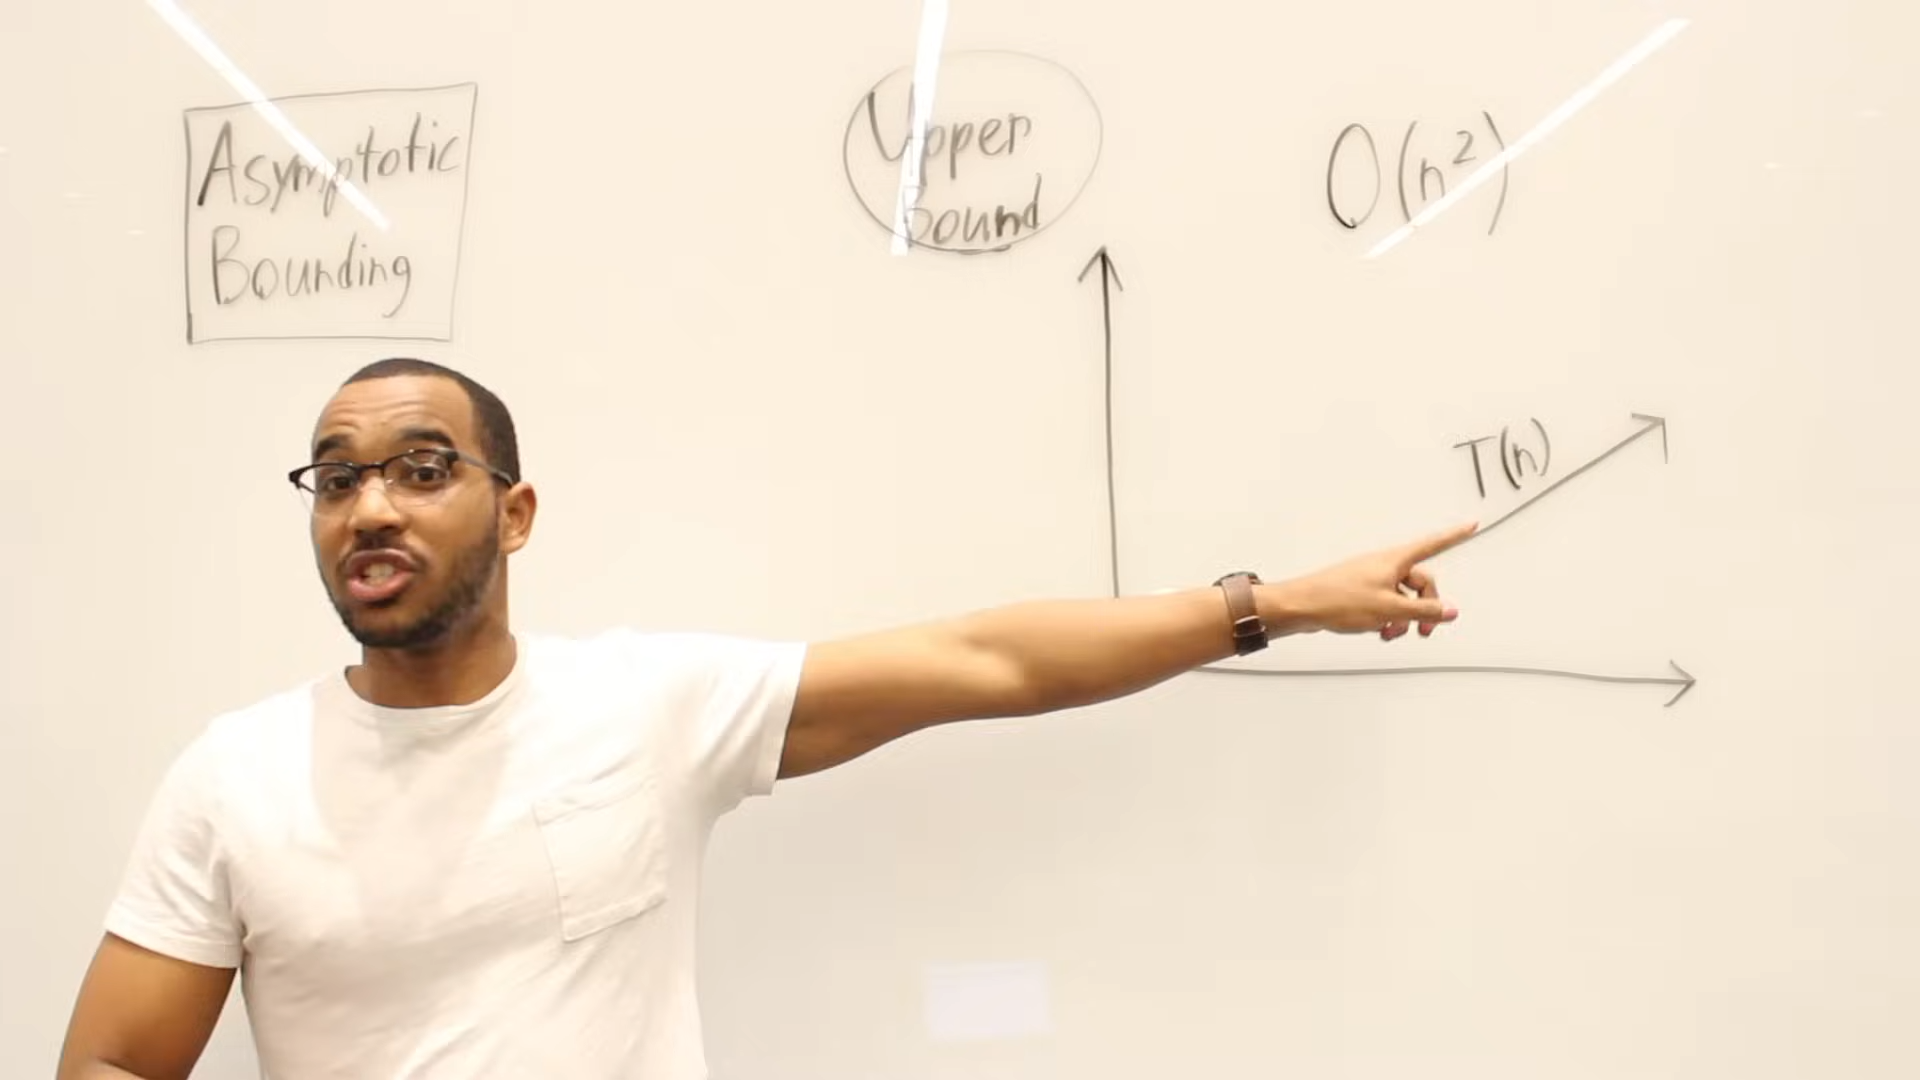 Asymptotic
Bounding
Upper
Bound
O(n²)
T(n)